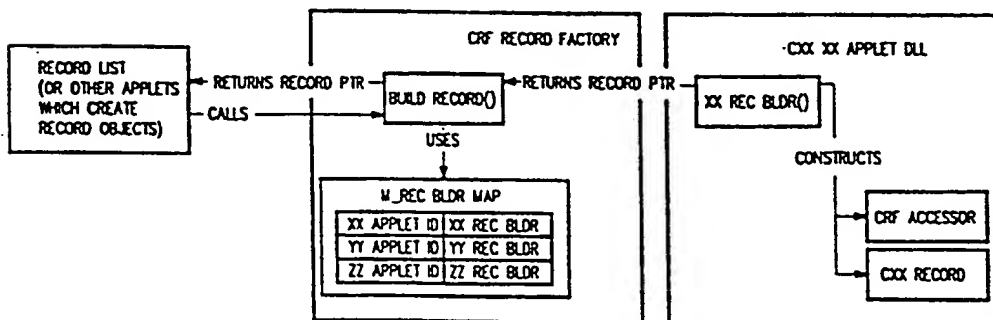 CRF RECORD FACTORY
CXX XX APPLET DLL
RECORD LIST
(OR OTHER APPLETS
WHICH CREATE
RECORD OBJECTS)
RETURNS RECORD PTR
CALLS
BUILD RECORD()
RETURNS RECORD PTR
XX REC BLDR()
USES
CONSTRUCTS
M_REC BLDR MAP
XX APPLET ID XX REC BLDR
YY APPLET ID YY REC BLDR
ZZ APPLET ID ZZ REC BLDR
CRF ACCESSOR
CXX RECORD